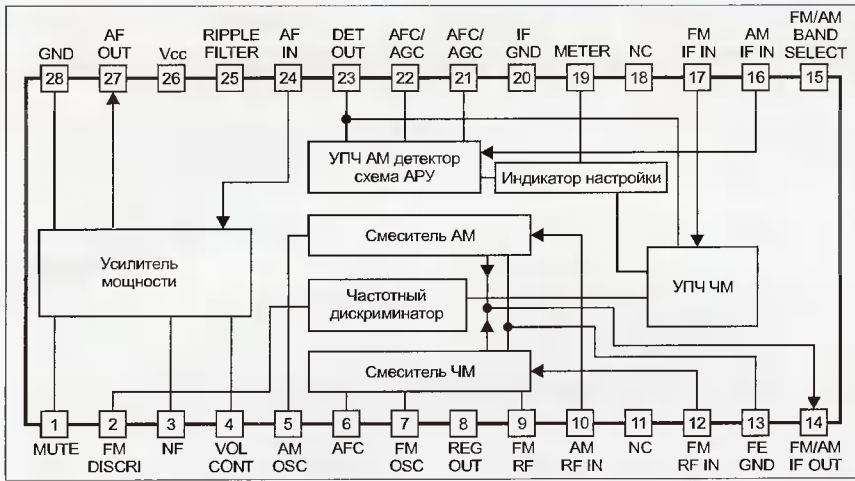 GND
AF
OUT
Vcc
RIPPLE
FILTER
AF
IN
DET
OUT
AFC/
AGC
AFC/
AGC
IF
GND
METER
NC
FM
IF IN
AM
IF IN
FM/AM
BAND
SELECT
28 27 26 25 24 23 22 21 20 19 18 17 16 15
УПЧ АМ детектор
схема АРУ
Индикатор настройки
Усилитель
мощности
Смеситель АМ
УПЧ ЧМ
Частотный
дискриминатор
Смеситель ЧМ
1 2 3 4 5 6 7 8 9 10 11 12 13 14
MUTE
FM
DISCRI
NF
VOL
CONT
AM
OSC
AFC
FM
OSC
REG
OUT
FM
RF
AM
RF IN
NC
FM
RF IN
FE
GND
FM/AM
IF OUT